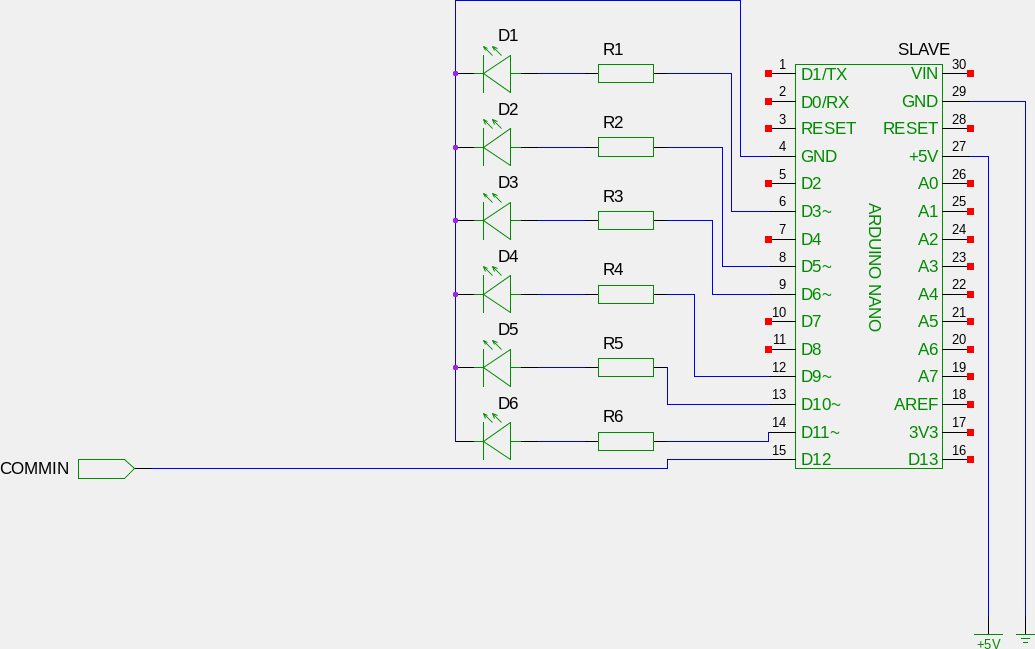 D1
R1
D2
R2
D3
R3
D4
R4
D5
R5
D6
R6
COMMIN
SLAVE
ARDUINO NANO
1 D1/TX VIN 30
2 D0/RX GND 29
3 RESET RESET 28
4 GND +5V 27
5 D2 A0 26
6 D3~ A1 25
7 D4 A2 24
8 D5~ A3 23
9 D6~ A4 22
10 D7 A5 21
11 D8 A6 20
12 D9~ A7 19
13 D10~ AREF 18
14 D11~ 3V3 17
15 D12 D13 16
+5V